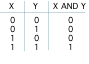 X Y X AND Y
0 0 0
0 1 0
1 0 0
1 1 1